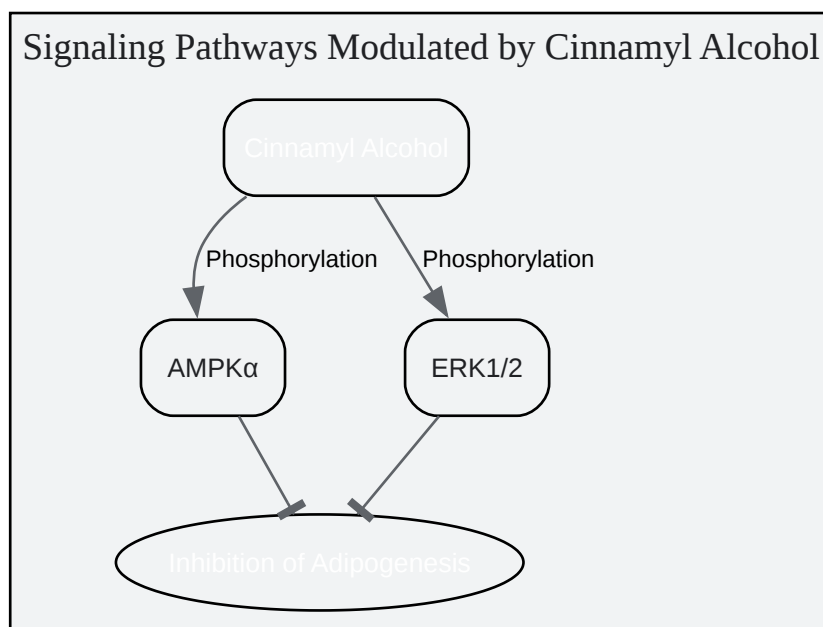 Signaling Pathways Modulated by Cinnamyl Alcohol
Cinnamyl Alcohol
Phosphorylation
Phosphorylation
AMPKα
ERK1/2
Inhibition of Adipogenesis